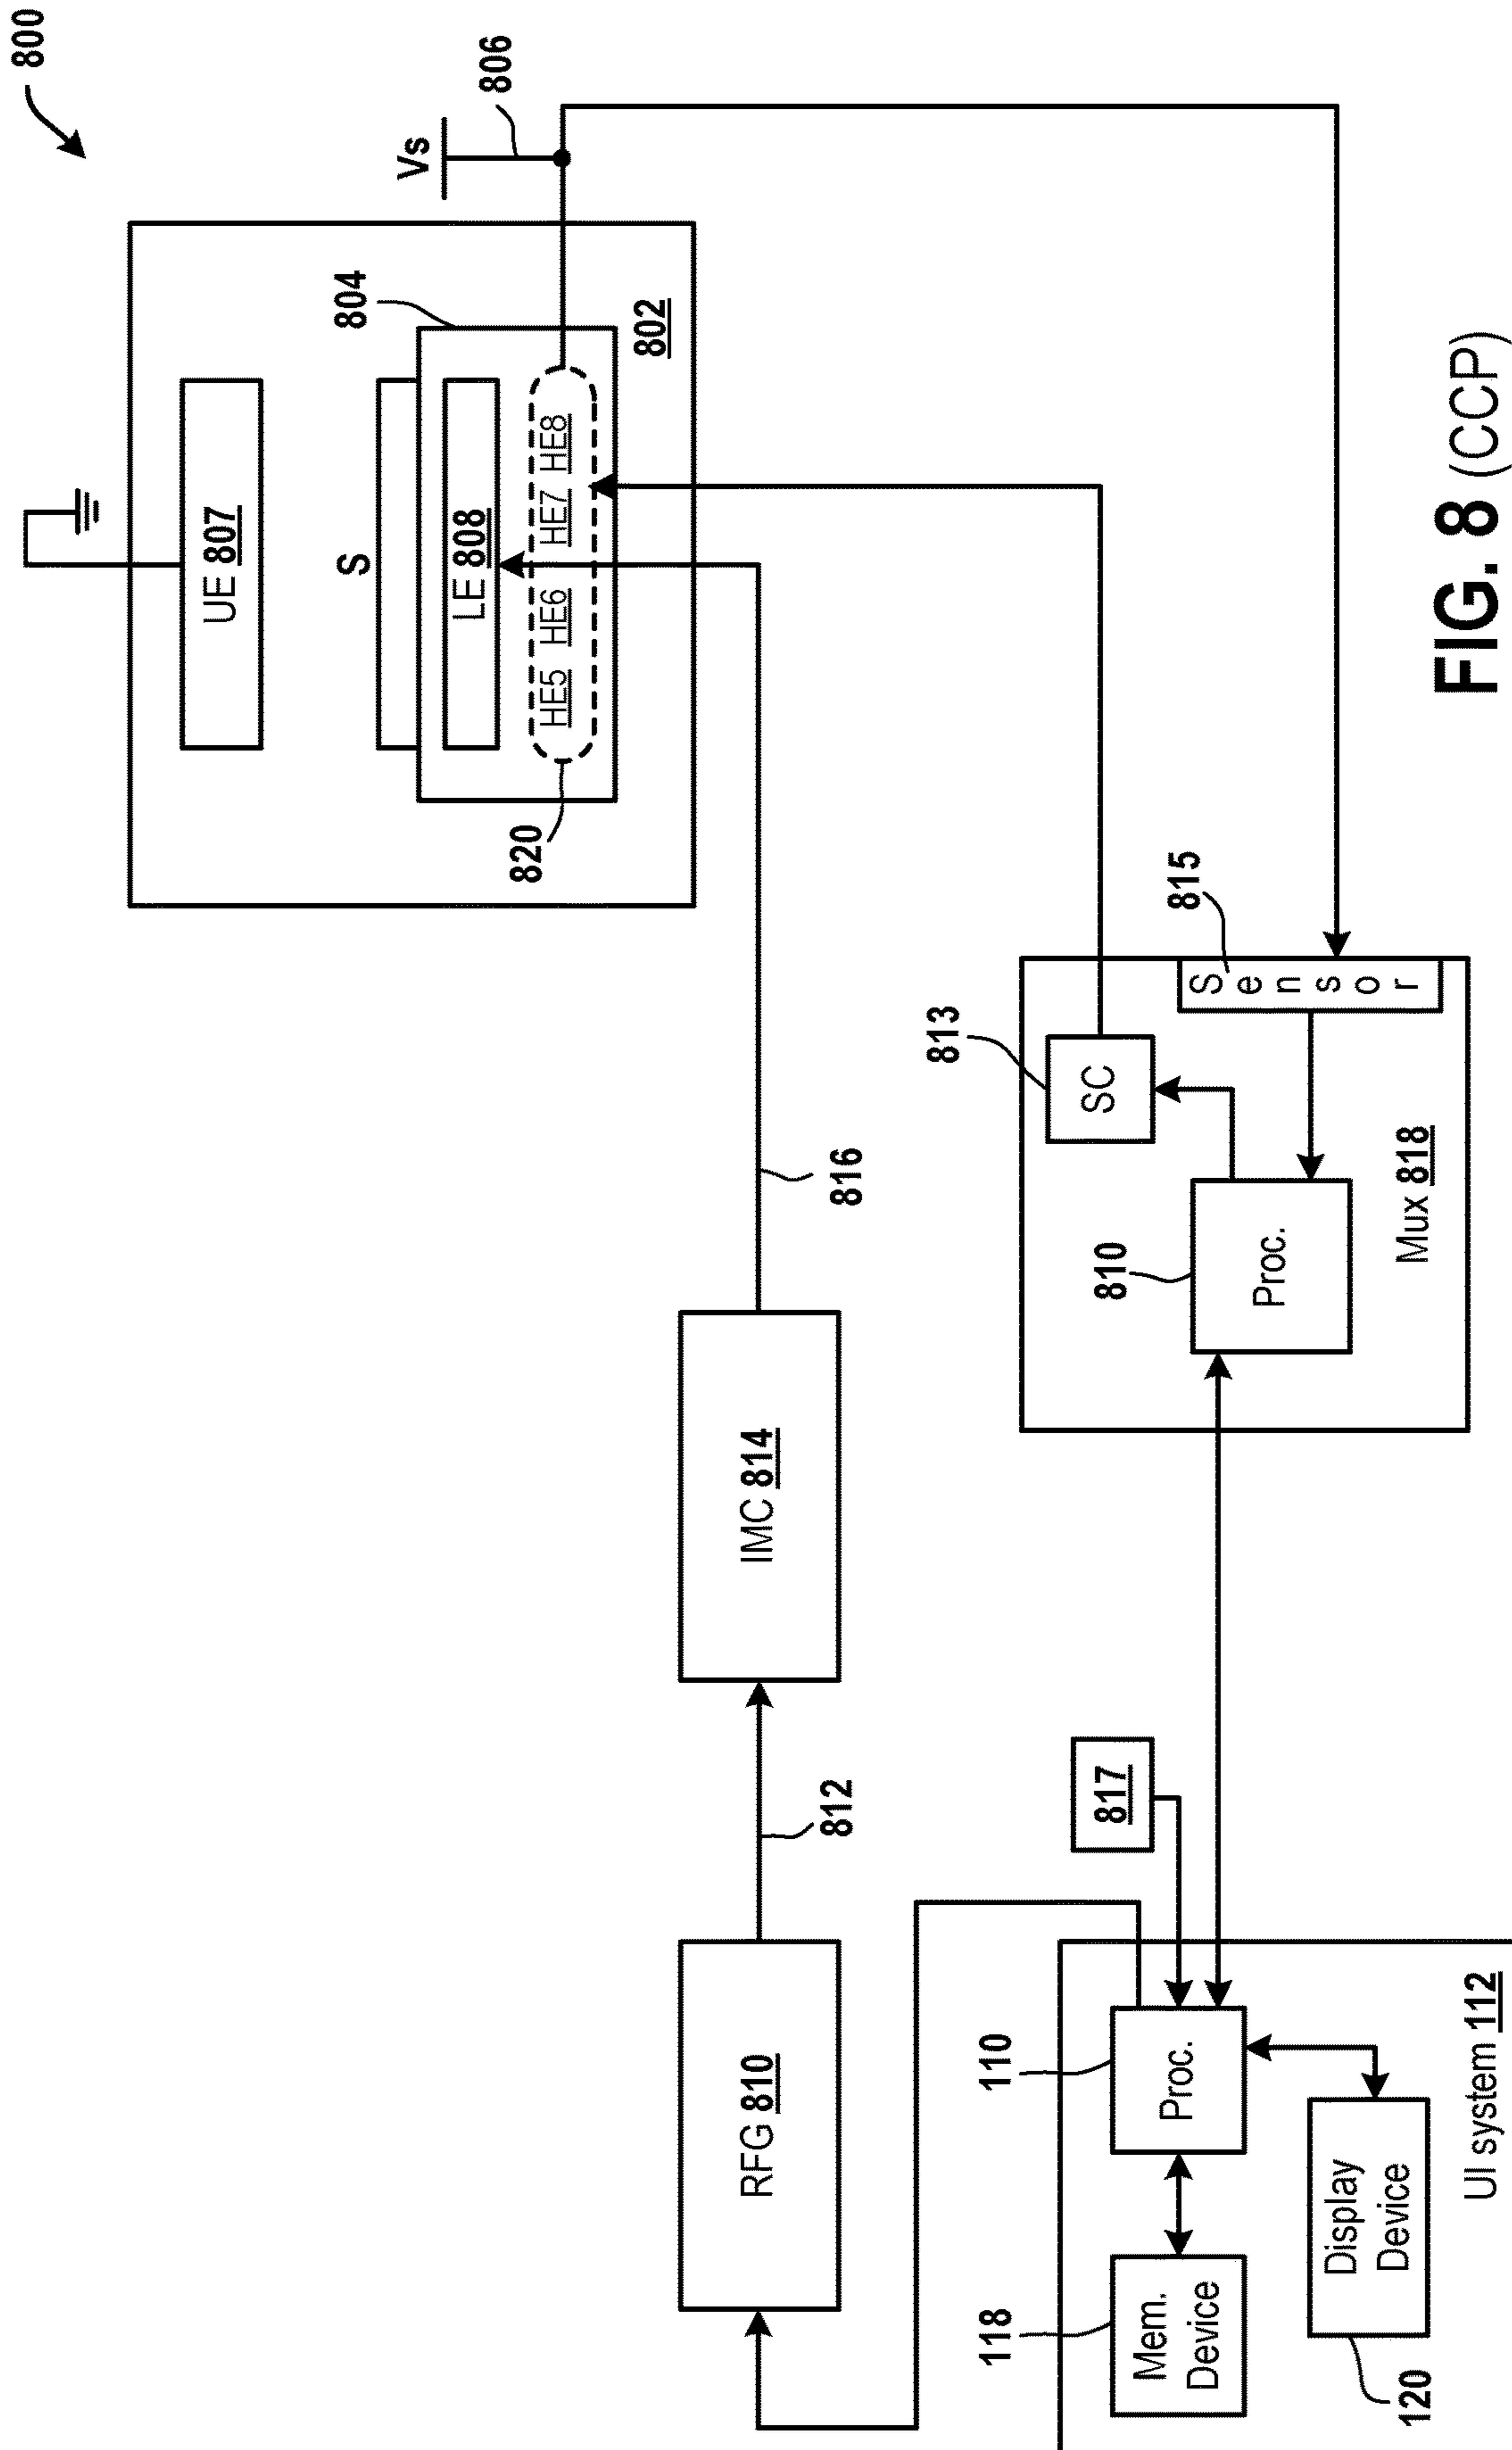 800
Vs
806
UE 807
804
S
LE 808
HE5 HE6 HE7 HE8
802
820
RFG 810
812
IMC 814
816
817
813
SC
815
Sensor
810
Proc.
Mux 818
118
Mem.
Device
110
Proc.
Display
Device
120
UI system 112
FIG. 8 (CCP)